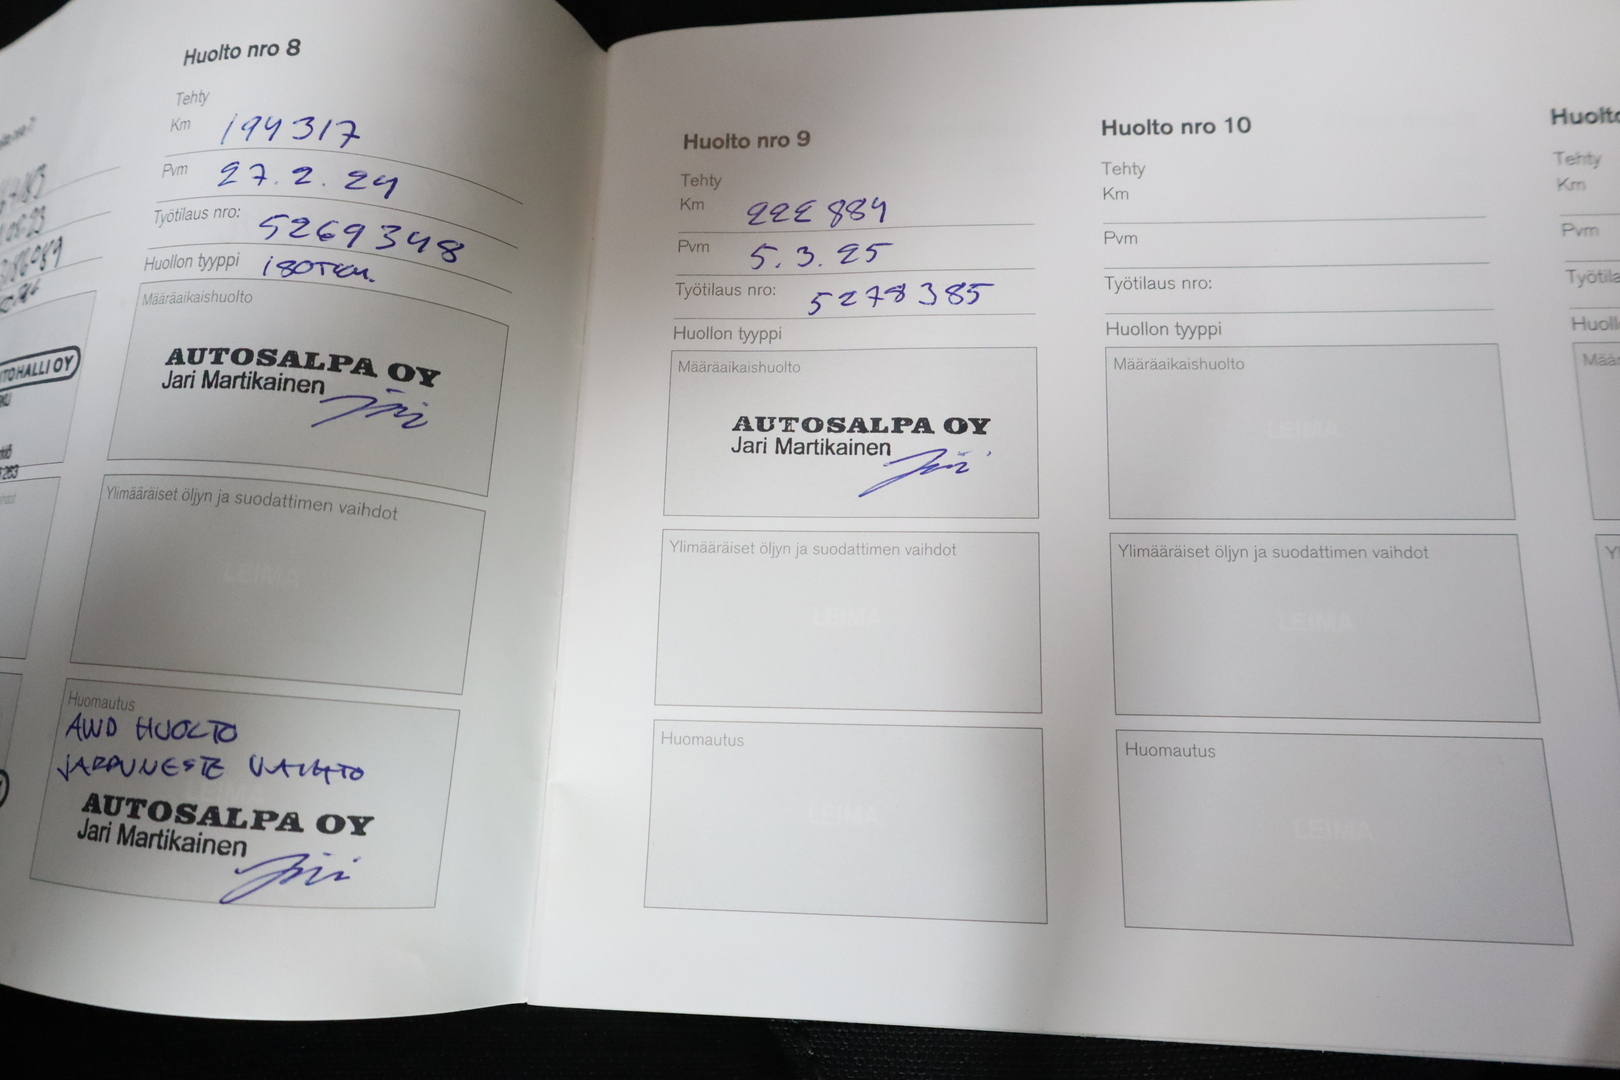 Huolto nro 8
Tehty
Km 194317
Pvm 27.2.24
Työtilaus nro: 5269348
Huollon tyyppi 180TKM.
Määräaikaishuolto
AUTOSALPA OY
Jari Martikainen
Ylimääräiset öljyn ja suodattimen vaihdot
LEIMA
Huomautus
AWD HUOLTO
JARRUNESTE VAIHTO
LEIMA
AUTOSALPA OY
Jari Martikainen
Huolto nro 9
Tehty
Km 222884
Pvm 5.3.25
Työtilaus nro: 5278385
Huollon tyyppi
Määräaikaishuolto
AUTOSALPA OY
Jari Martikainen
Ylimääräiset öljyn ja suodattimen vaihdot
LEIMA
Huomautus
LEIMA
Huolto nro 10
Tehty
Km
Pvm
Työtilaus nro:
Huollon tyyppi
Määräaikaishuolto
LEIMA
Ylimääräiset öljyn ja suodattimen vaihdot
LEIMA
Huomautus
LEIMA
Tehty
Km
Pvm